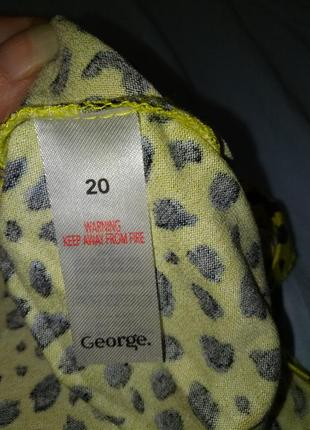 20
WARNING
KEEP AWAY FROM FIRE
George.